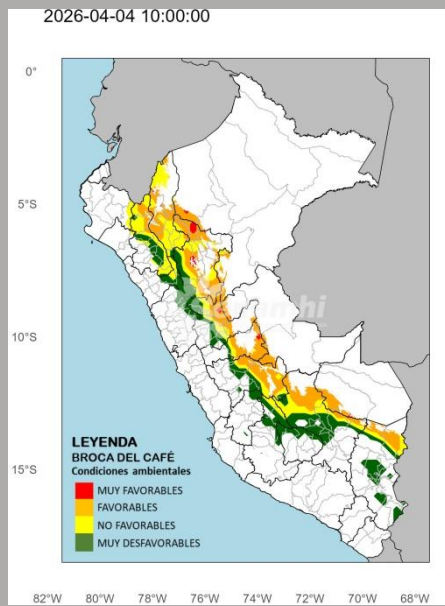 2026-04-04 10:00:00
0°
5°S
10°S
15°S
senamhi
LEYENDA
BROCA DEL CAFÉ
Condiciones ambientales
MUY FAVORABLES
FAVORABLES
NO FAVORABLES
MUY DESFAVORABLES
82°W 80°W 78°W 76°W 74°W 72°W 70°W 68°W